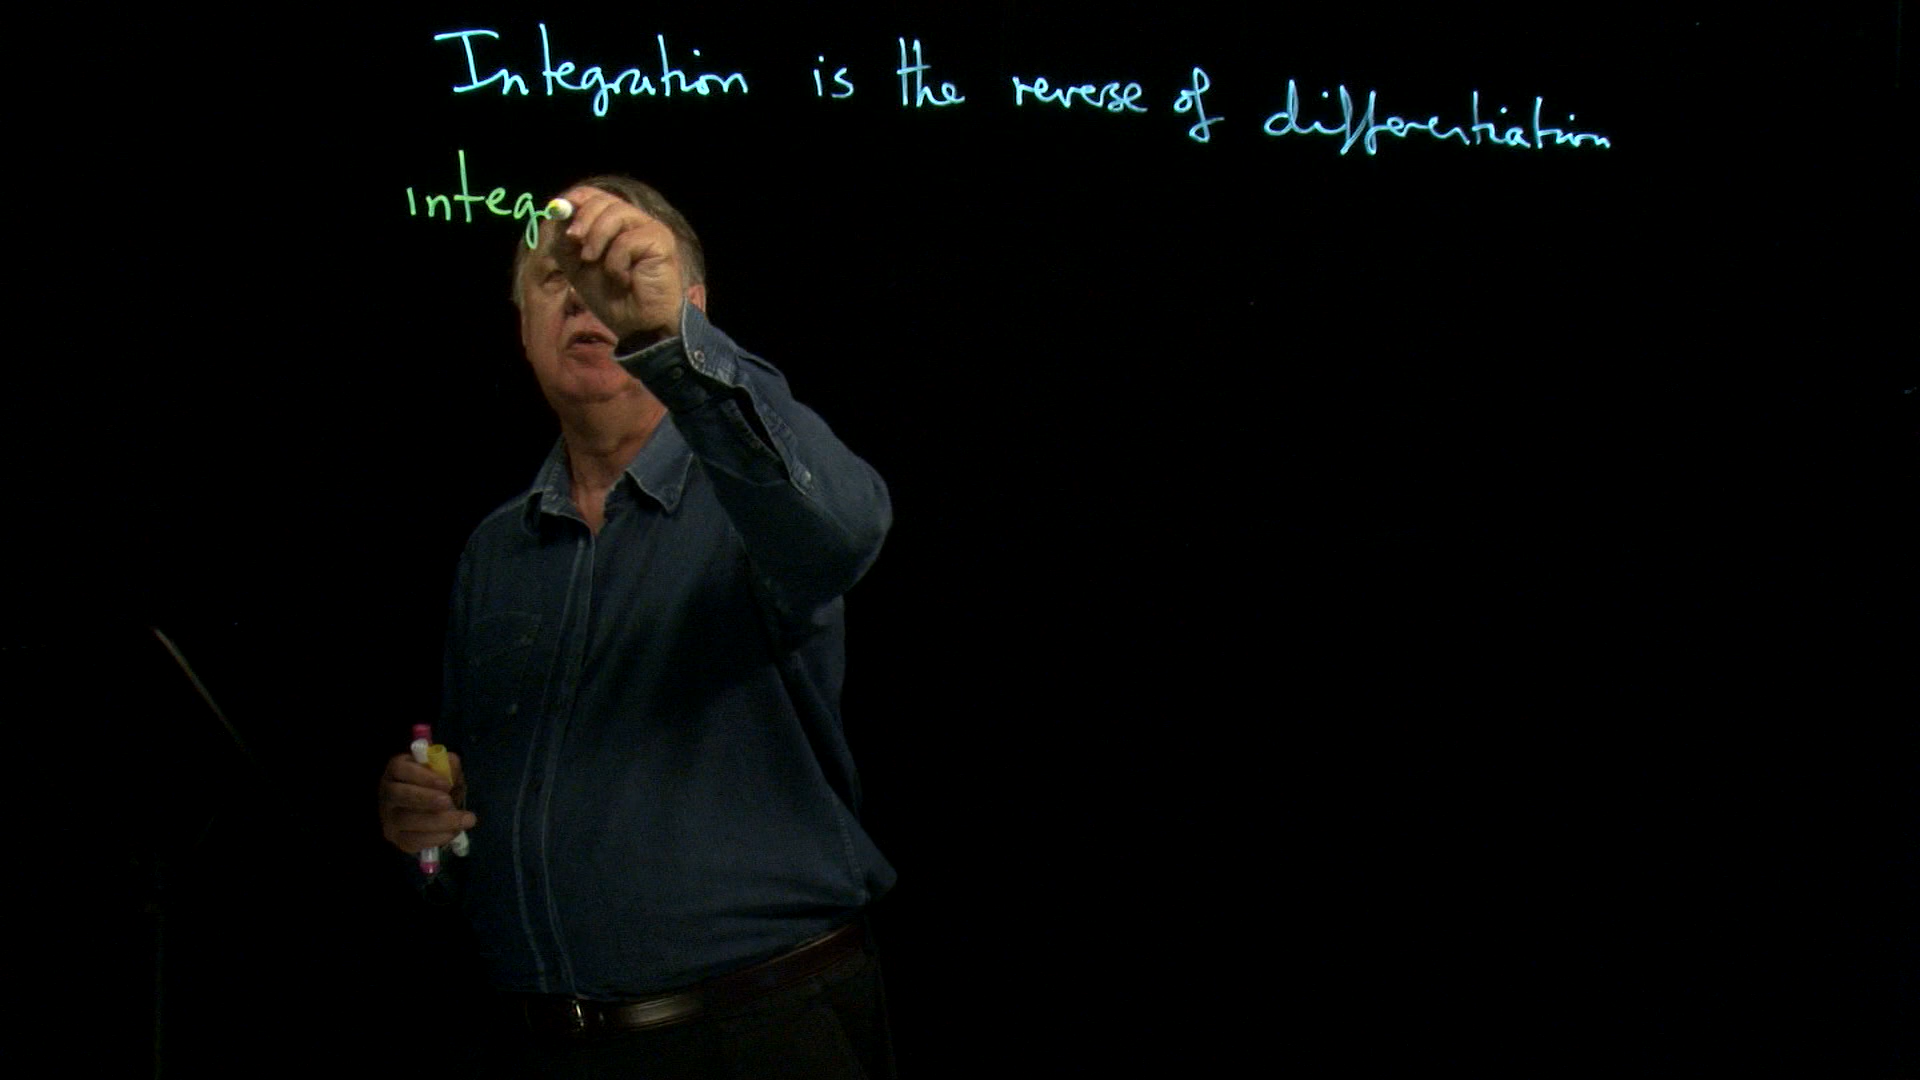 Integration is the reverse of differentiation
integ